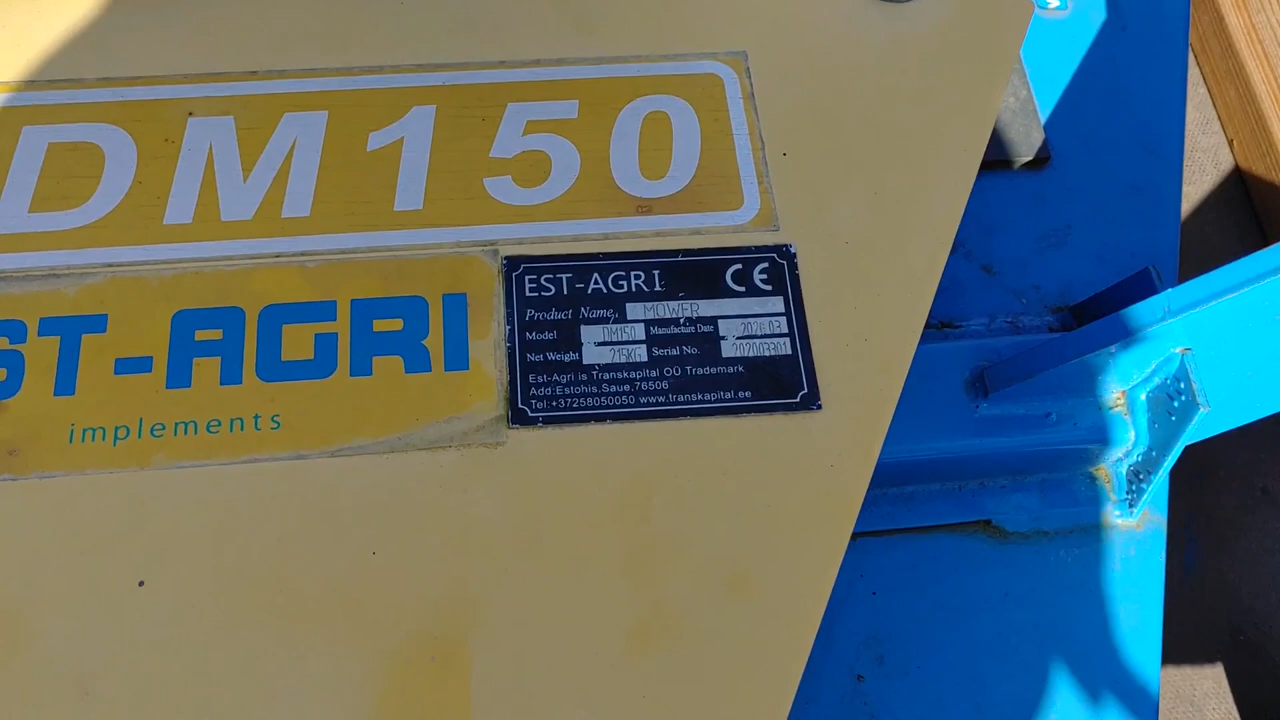 DM150
ST-AGRI
implements
EST-AGRI CE
Product Name MOWER
Model DM150 Manufacture Date 2020.03
Net Weight 215KG Serial No. 202003301
Est-Agri is Transkapital OÜ Trademark
Add:Estohis,Saue,76506
Tel:+37258050050 www.transkapital.ee